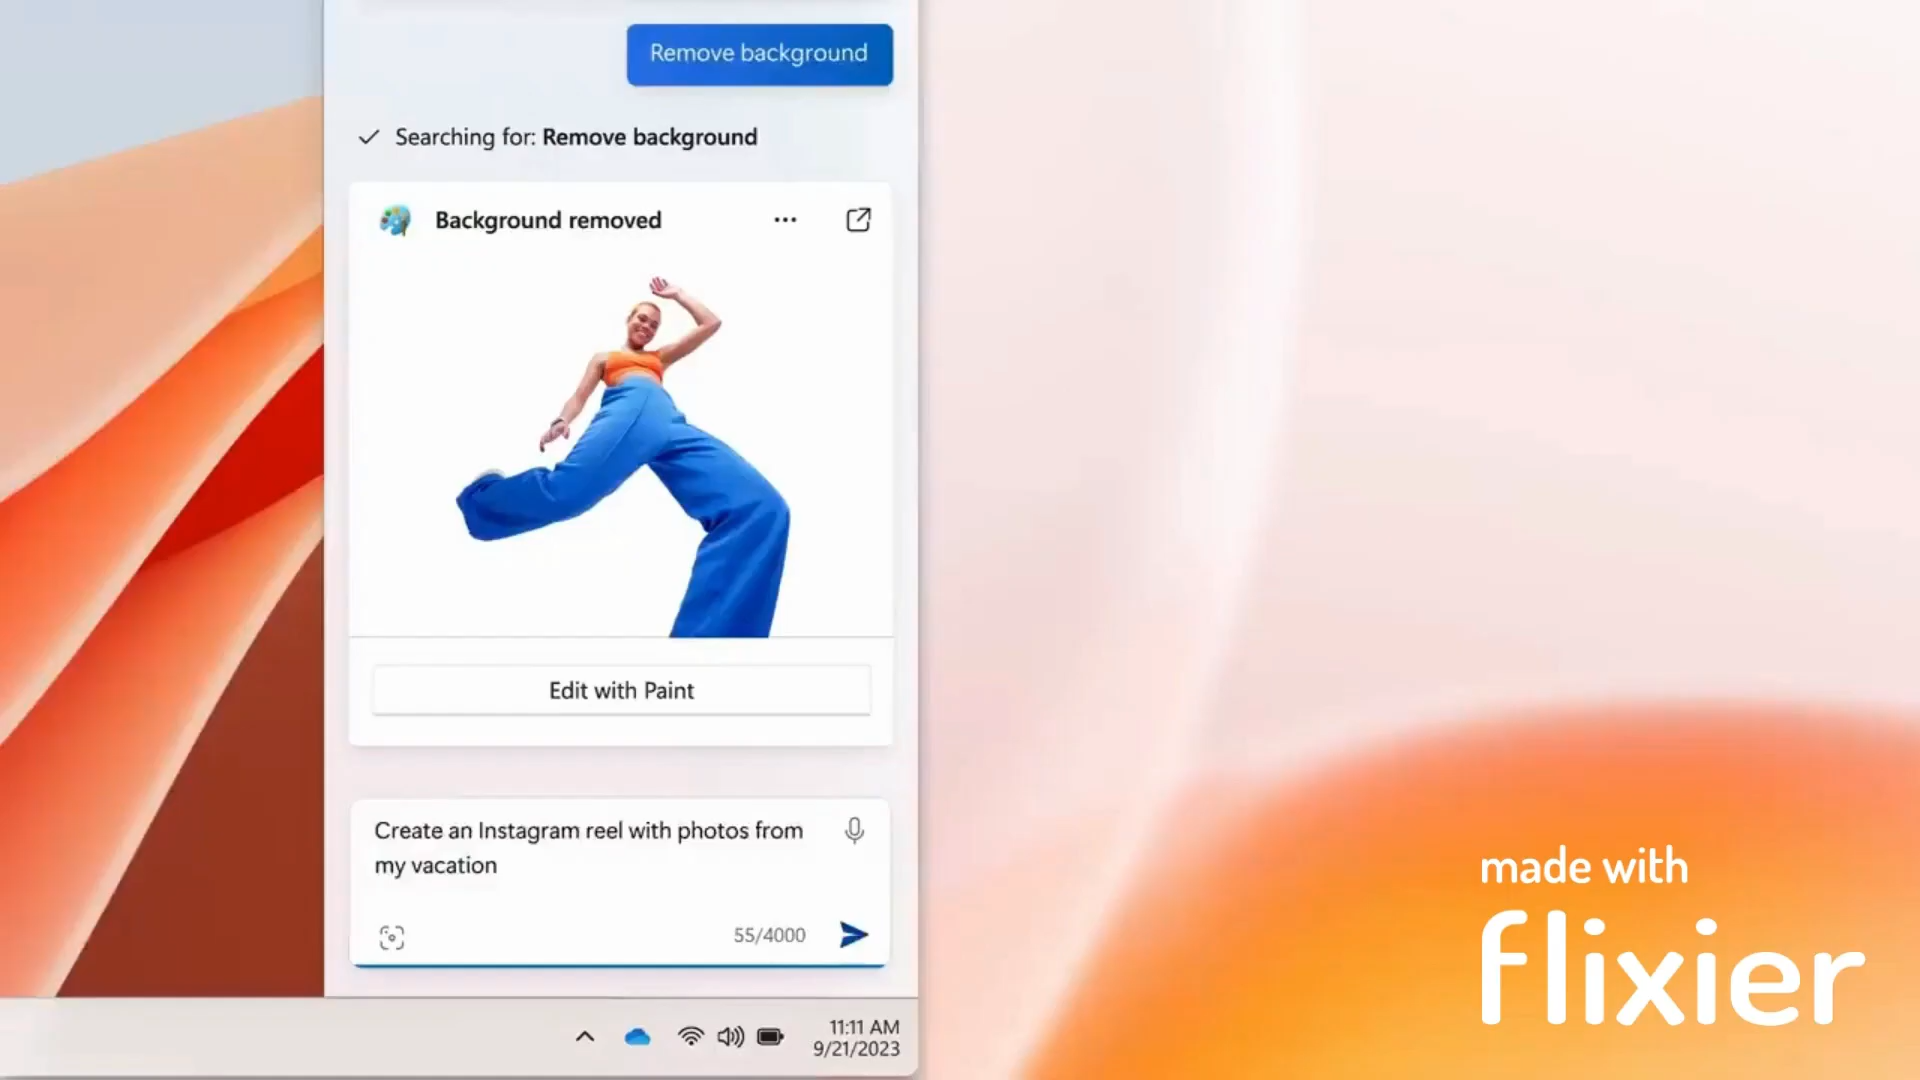 Remove background
Searching for: Remove background
Background removed
Edit with Paint
Create an Instagram reel with photos from
my vacation
55/4000
11:11 AM
9/21/2023
made with
flixier